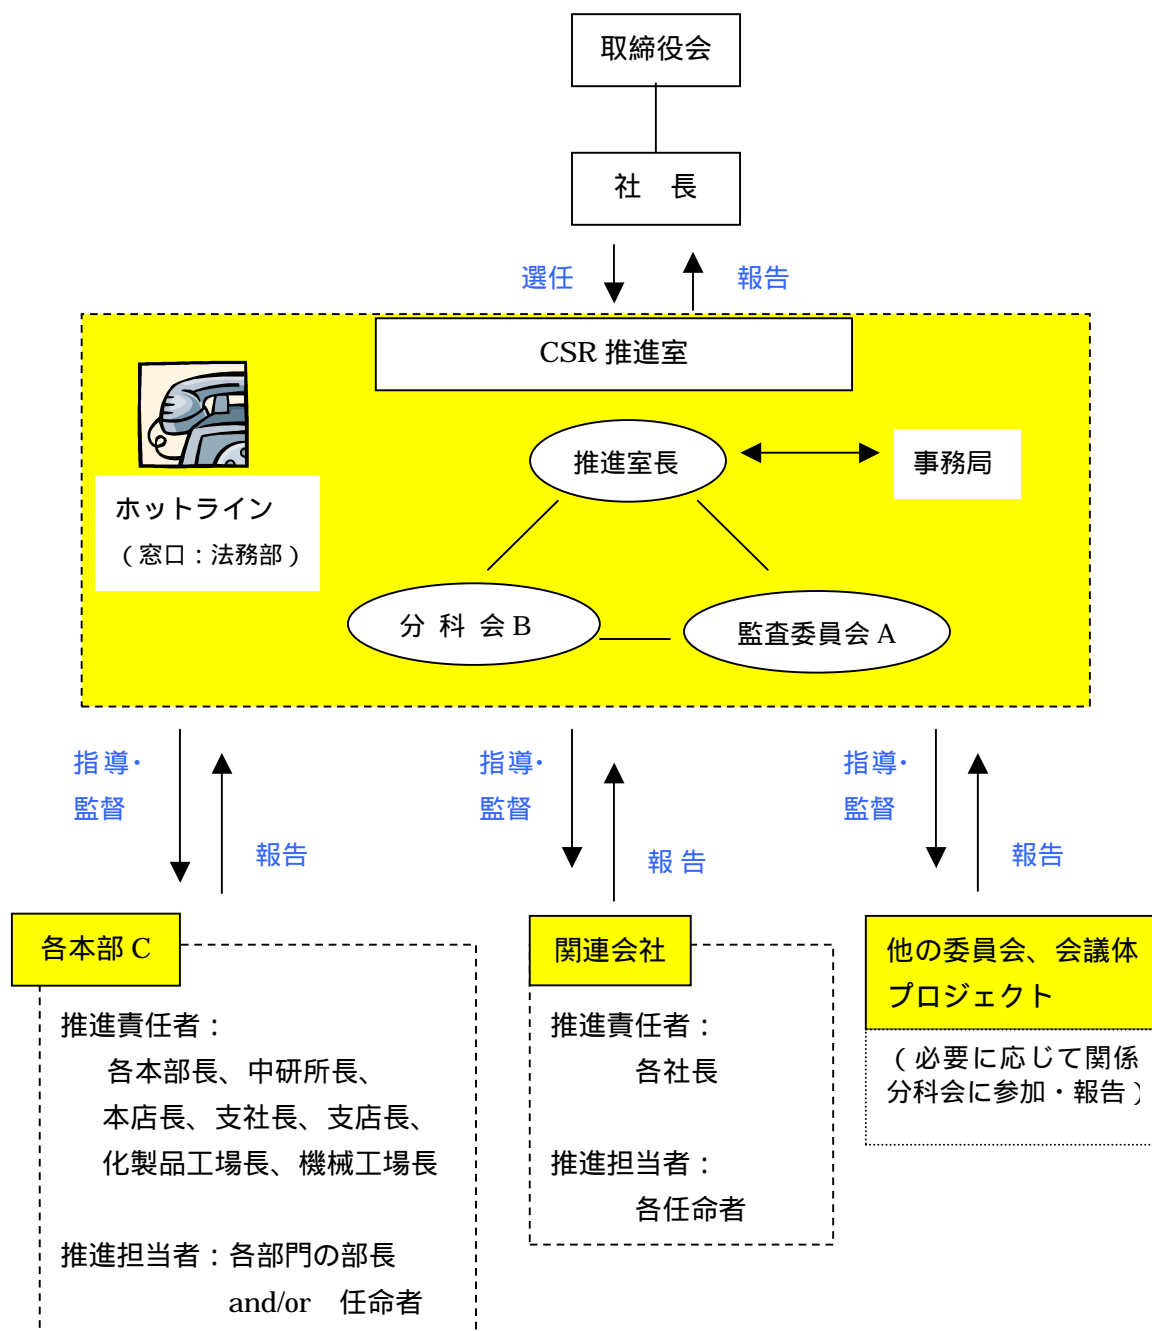 取締役会
社　長
選任
報告
CSR 推進室
推進室長
事務局
ホットライン
（窓口：法務部）
分 科 会 B
監査委員会 A
指導・
監督
報告
指導・
監督
報 告
指導・
監督
報告
各本部 C
推進責任者：
各本部長、中研所長、
本店長、支社長、支店長、
化製品工場長、機械工場長
推進担当者：各部門の部長
and/or　任命者
関連会社
推進責任者：
各社長
推進担当者：
各任命者
他の委員会、会議体
プロジェクト
（必要に応じて関係
分科会に参加・報告）